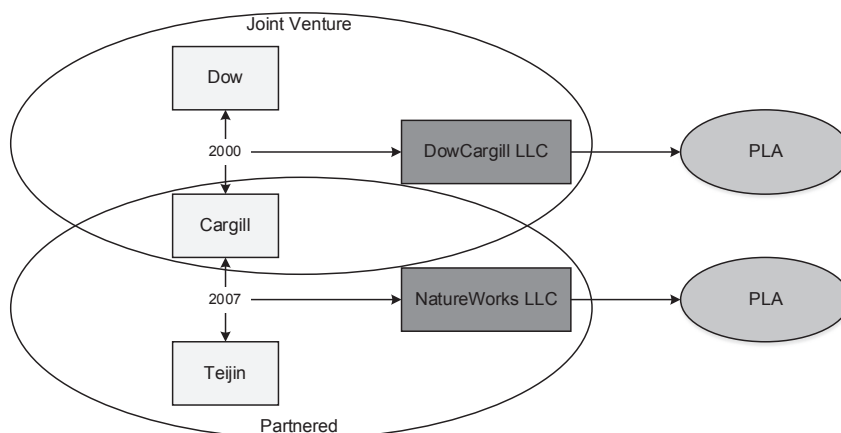 Joint Venture
Dow
2000
DowCargill LLC
PLA
Cargill
2007
NatureWorks LLC
PLA
Teijin
Partnered